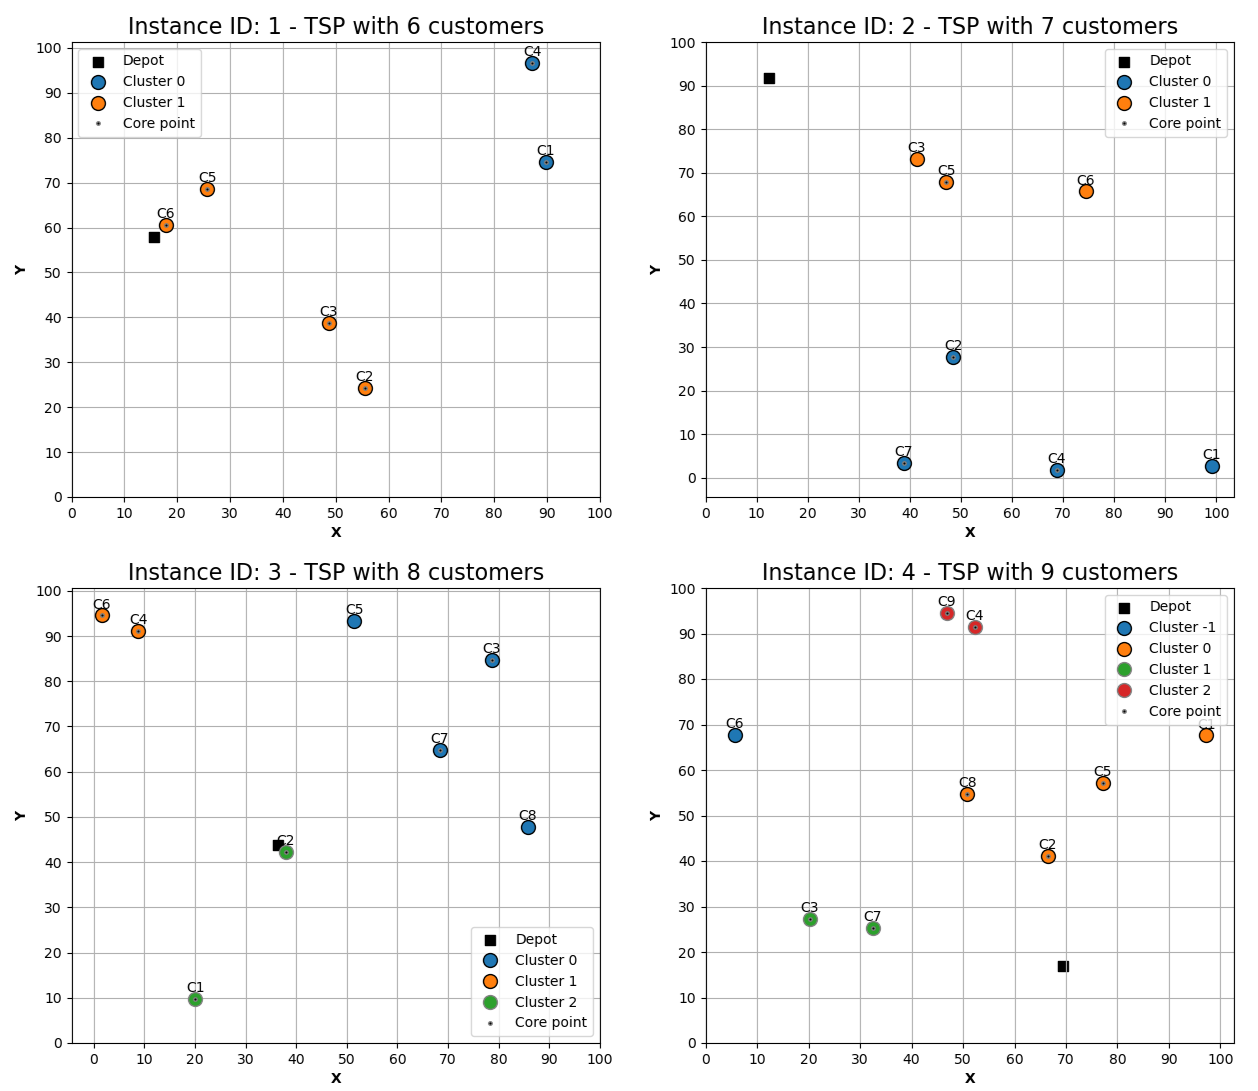 Instance ID: 1 - TSP with 6 customers
Depot
Cluster 0
Cluster 1
Core point
C4
C1
C5
C6
C3
C2
100
90
80
70
60
50
40
30
20
10
0
Y
0 10 20 30 40 50 60 70 80 90 100
X
Instance ID: 2 - TSP with 7 customers
Depot
Cluster 0
Cluster 1
Core point
C3
C5
C6
C2
C7
C4
C1
100
90
80
70
60
50
40
30
20
10
0
Y
0 10 20 30 40 50 60 70 80 90 100
X
Instance ID: 3 - TSP with 8 customers
C6
C4
C5
C3
C7
C8
C2
C1
Depot
Cluster 0
Cluster 1
Cluster 2
Core point
100
90
80
70
60
50
40
30
20
10
0
Y
0 10 20 30 40 50 60 70 80 90 100
X
Instance ID: 4 - TSP with 9 customers
Depot
Cluster -1
Cluster 0
Cluster 1
Cluster 2
Core point
C9
C4
C6
C1
C5
C8
C2
C3
C7
100
90
80
70
60
50
40
30
20
10
0
Y
0 10 20 30 40 50 60 70 80 90 100
X